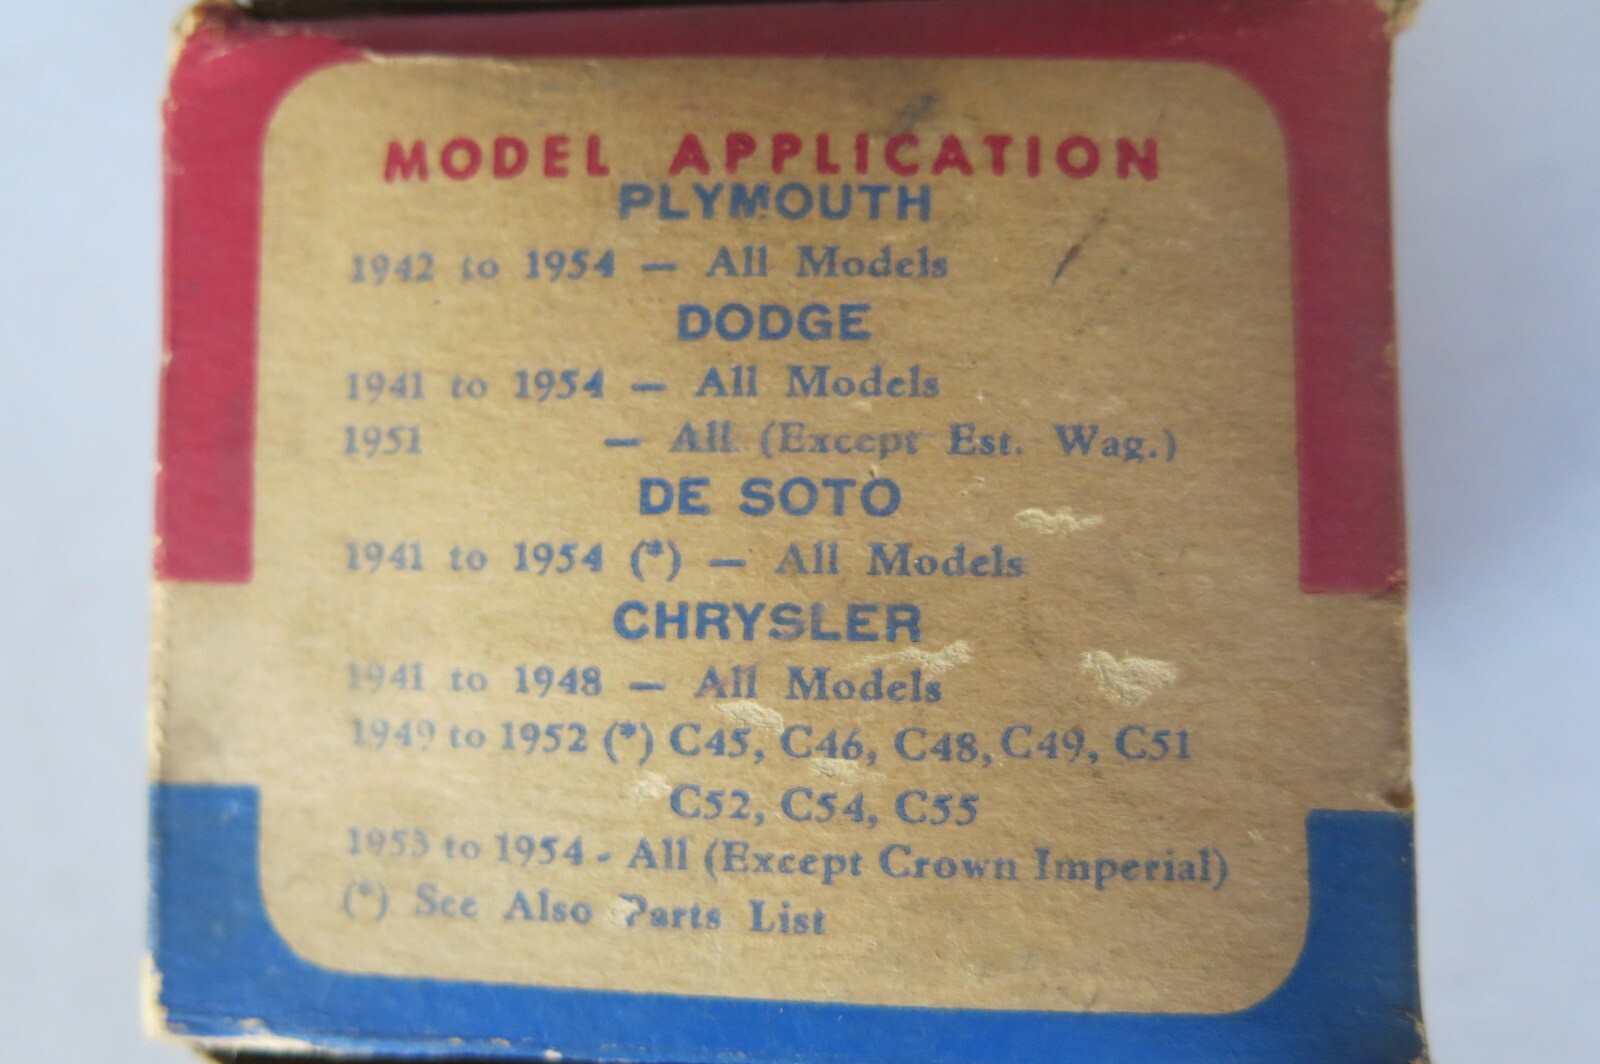 MODEL APPLICATION
PLYMOUTH
1942 to 1954 — All Models
DODGE
1941 to 1954 — All Models
1951 — All (Except Est. Wag.)
DE SOTO
1941 to 1954 (*) — All Models
CHRYSLER
1941 to 1948 — All Models
1949 to 1952 (*) C45, C46, C48, C49, C51
C52, C54, C55
1953 to 1954 - All (Except Crown Imperial)
(*) See Also Parts List